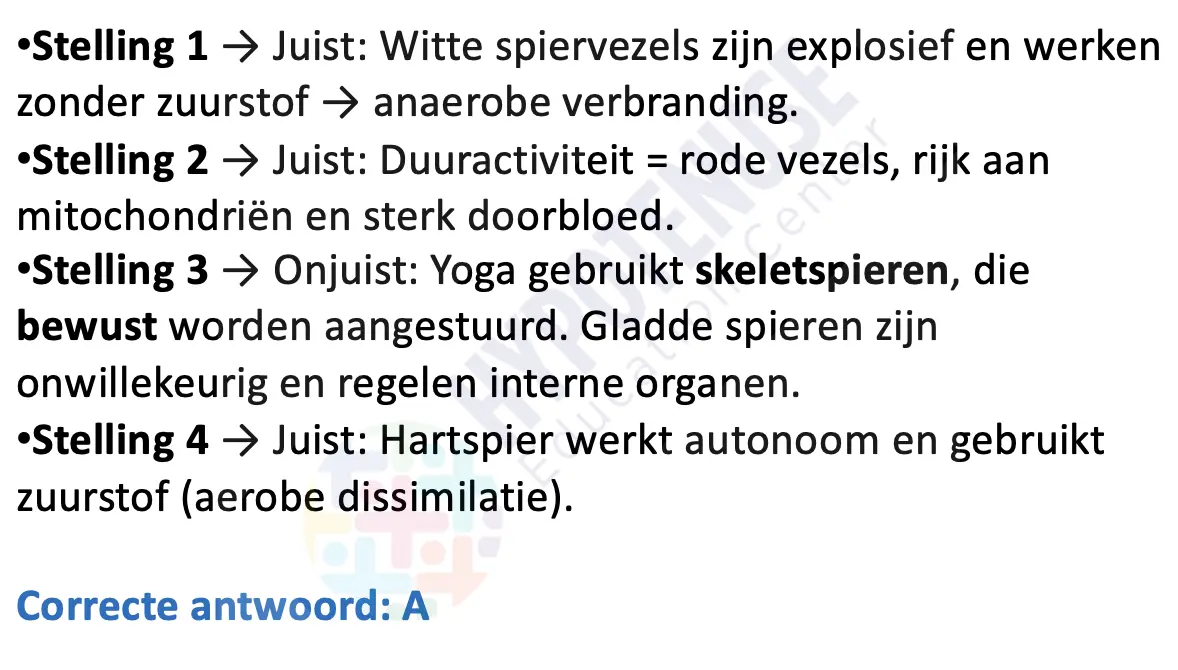 •Stelling 1 → Juist: Witte spiervezels zijn explosief en werken
zonder zuurstof → anaerobe verbranding.
•Stelling 2 → Juist: Duuractiviteit = rode vezels, rijk aan
mitochondriën en sterk doorbloed.
•Stelling 3 → Onjuist: Yoga gebruikt skeletspieren, die
bewust worden aangestuurd. Gladde spieren zijn
onwillekeurig en regelen interne organen.
•Stelling 4 → Juist: Hartspier werkt autonoom en gebruikt
zuurstof (aerobe dissimilatie).
Correcte antwoord: A
HYPOTENUSE
Education Center